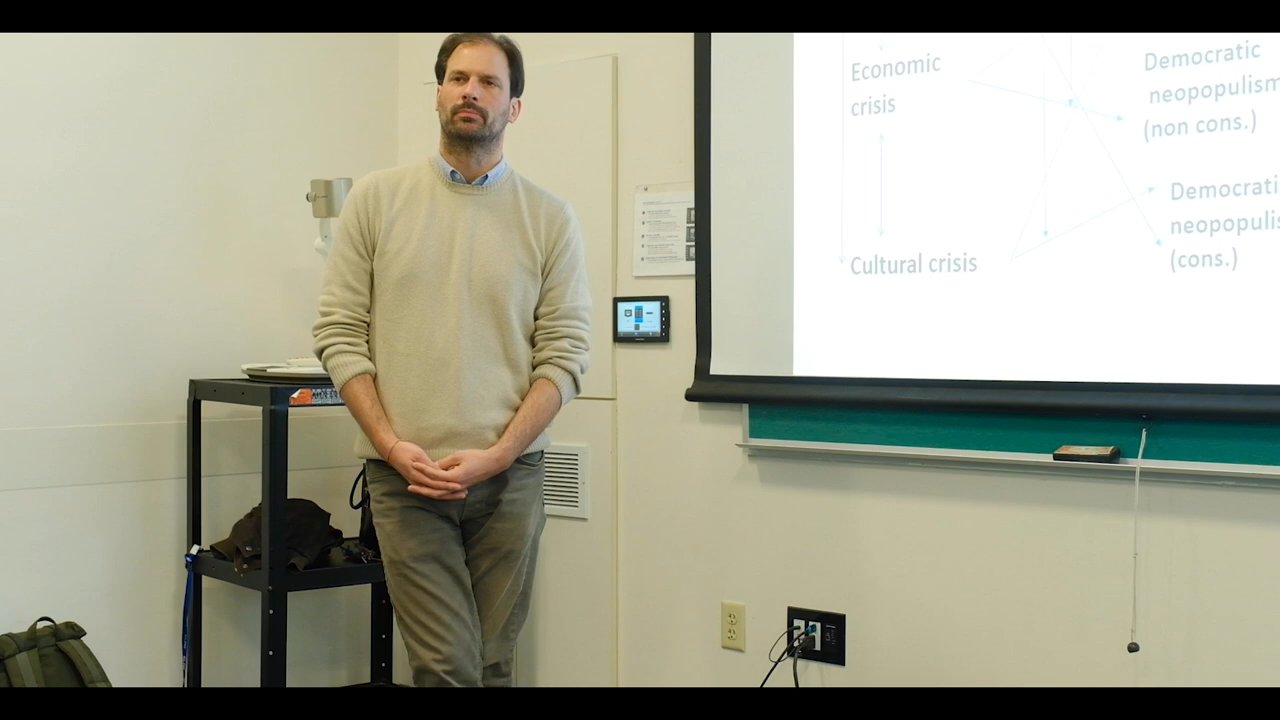 Economic
crisis
Cultural crisis
Democratic
neopopulism
(non cons.)
Democrati
neopopulis
(cons.)